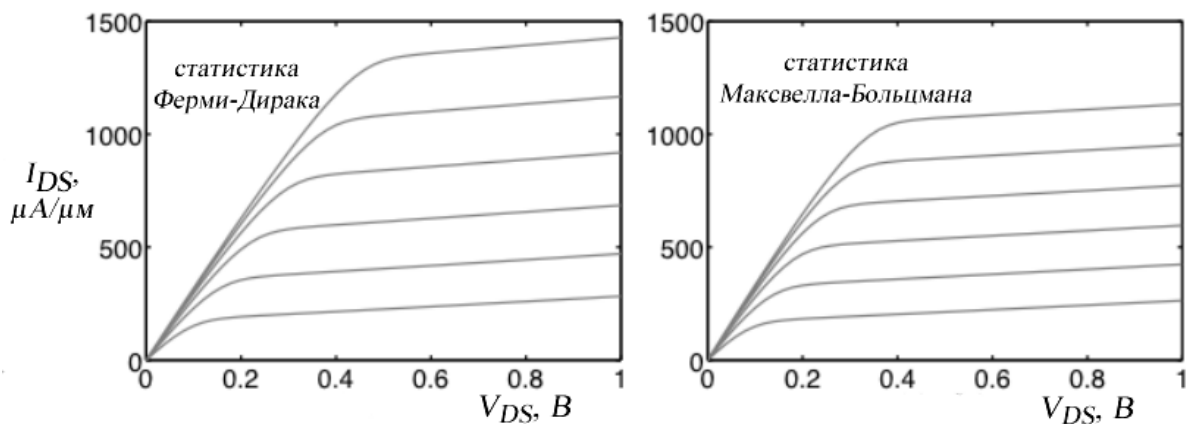 1500
1000
500
0
0
0.2
0.4
0.6
0.8
1
статистика
Ферми-Дирака
I_DS,
μA/μм
V_DS, В
1500
1000
500
0
0
0.2
0.4
0.6
0.8
1
статистика
Максвелла-Больцмана
V_DS, В